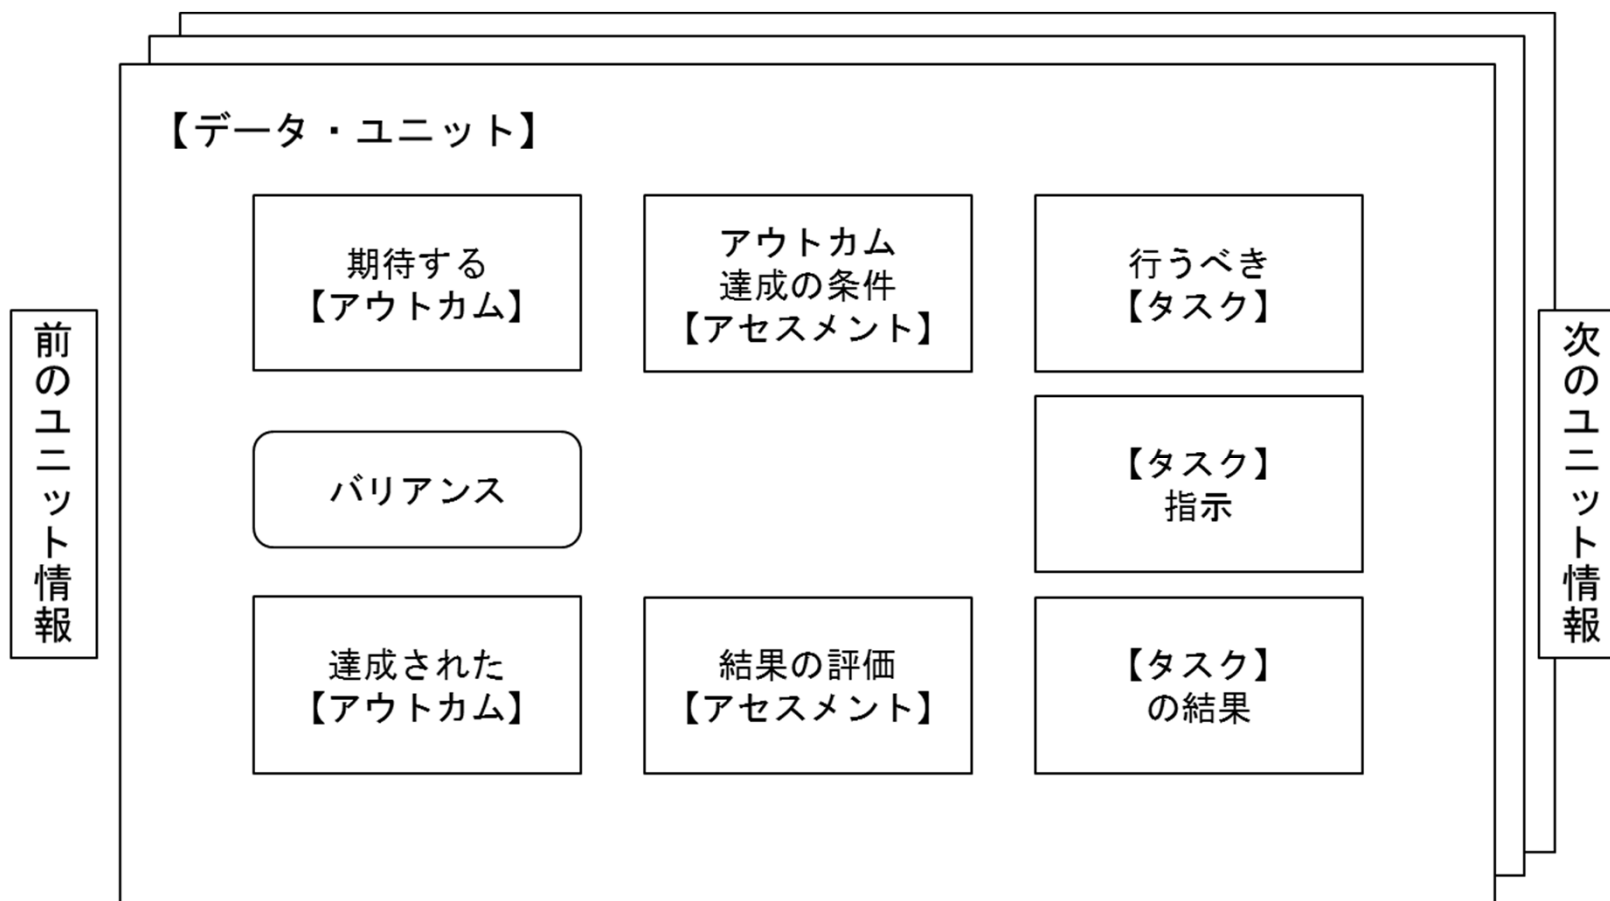 【データ・ユニット】
期待する
【アウトカム】
アウトカム
達成の条件
【アセスメント】
行うべき
【タスク】
前のユニット情報
バリアンス
【タスク】
指示
次のユニット情報
達成された
【アウトカム】
結果の評価
【アセスメント】
【タスク】
の結果